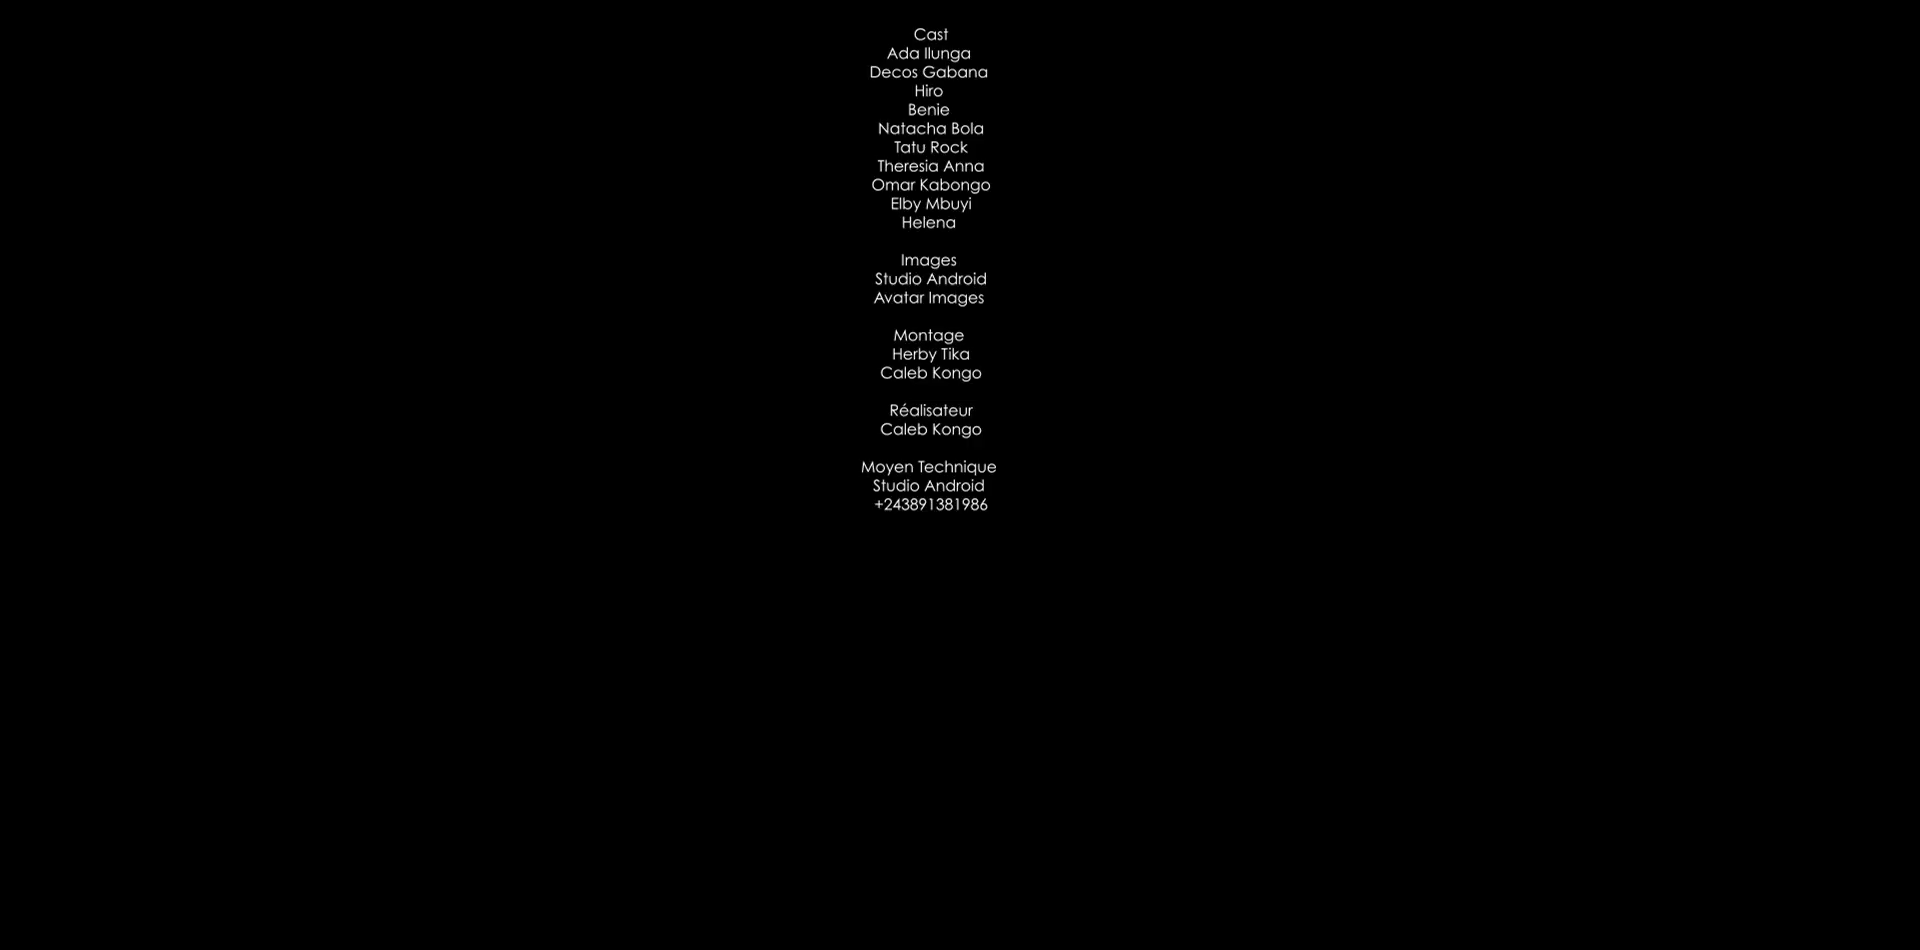 Cast
Ada Ilunga
Decos Gabana
Hiro
Benie
Natacha Bola
Tatu Rock
Theresia Anna
Omar Kabongo
Elby Mbuyi
Helena
Images
Studio Android
Avatar Images
Montage
Herby Tika
Caleb Kongo
Réalisateur
Caleb Kongo
Moyen Technique
Studio Android
+243891381986